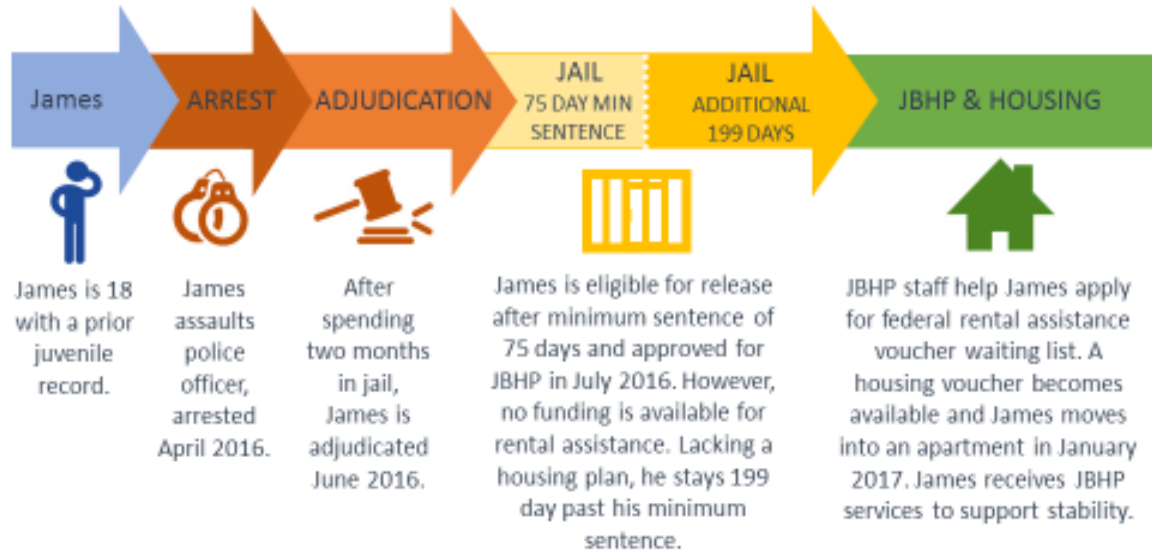 James
ARREST
ADJUDICATION
JAIL
75 DAY MIN
SENTENCE
JAIL
ADDITIONAL
199 DAYS
JBHP & HOUSING
James is 18
with a prior
juvenile
record.
James
assaults
police
officer,
arrested
April 2016.
After
spending
two months
in jail,
James is
adjudicated
June 2016.
James is eligible for release
after minimum sentence of
75 days and approved for
JBHP in July 2016. However,
no funding is available for
rental assistance. Lacking a
housing plan, he stays 199
day past his minimum
sentence.
JBHP staff help James apply
for federal rental assistance
voucher waiting list. A
housing voucher becomes
available and James moves
into an apartment in January
2017. James receives JBHP
services to support stability.